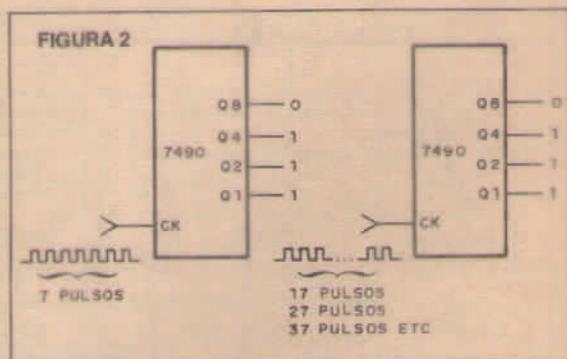 FIGURA 2
Q8 0
Q4 1
7490
Q2 1
Q1 1
CK
7 PULSOS
Q8 0
Q4 1
7490
Q2 1
Q1 1
CK
...
17 PULSOS
27 PULSOS
37 PULSOS ETC